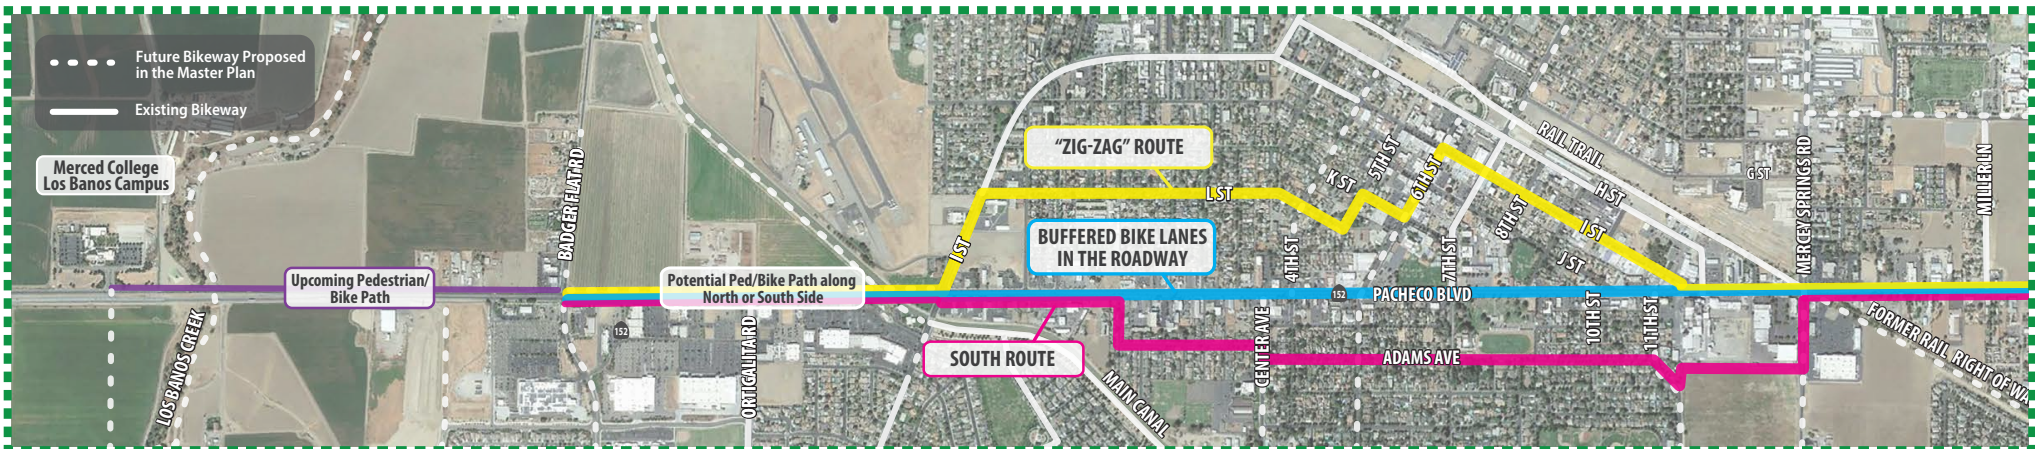 Future Bikeway Proposed
in the Master Plan
Existing Bikeway
Merced College
Los Banos Campus
LOS BANOS CREEK
Upcoming Pedestrian/
Bike Path
BADGER FLAT RD
152
Potential Ped/Bike Path along
North or South Side
ORTIGALITA RD
I ST
"ZIG-ZAG" ROUTE
L ST
BUFFERED BIKE LANES
IN THE ROADWAY
SOUTH ROUTE
MAIN CANAL
CENTER AVE
4TH ST
K ST
5TH ST
6TH ST
7TH ST
152
PACHECO BLVD
ADAMS AVE
8TH ST
I ST
J ST
10TH ST
11TH ST
RAIL TRAIL
H ST
G ST
MERCEY SPRINGS RD
MILLER LN
FORMER RAIL RIGHT OF WA